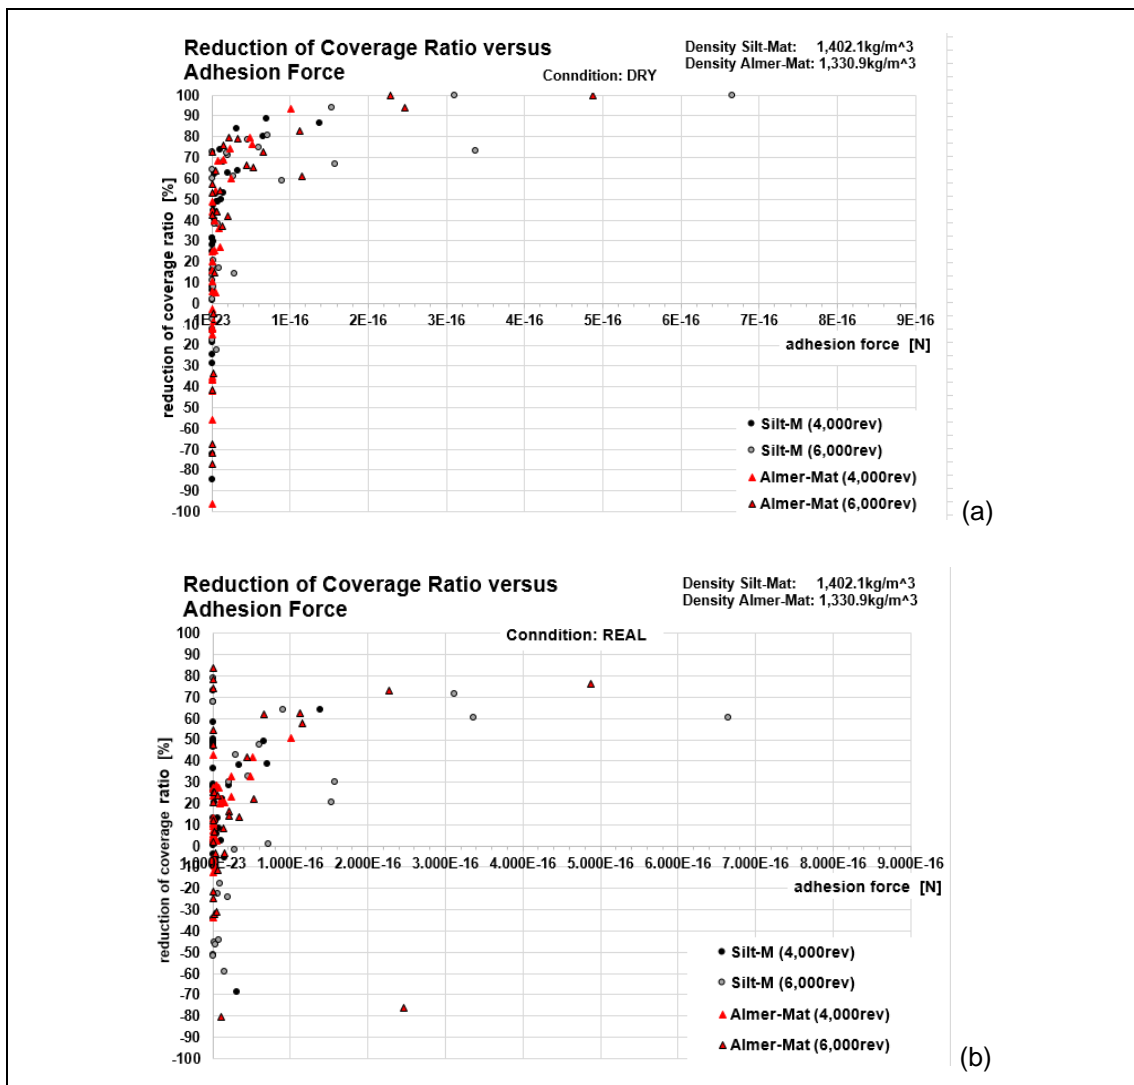 Reduction of Coverage Ratio versus
Adhesion Force
Density Silt-Mat: 1,402.1kg/m^3
Density Almer-Mat: 1,330.9kg/m^3
Conndition: DRY
reduction of coverage ratio [%]
100
90
80
70
60
50
40
30
20
10
0
-10
-20
-30
-40
-50
-60
-70
-80
-90
-100
1E-23 1E-16 2E-16 3E-16 4E-16 5E-16 6E-16 7E-16 8E-16 9E-16
adhesion force [N]
Silt-M (4,000rev)
Silt-M (6,000rev)
Almer-Mat (4,000rev)
Almer-Mat (6,000rev)
(a)
Reduction of Coverage Ratio versus
Adhesion Force
Density Silt-Mat: 1,402.1kg/m^3
Density Almer-Mat: 1,330.9kg/m^3
Conndition: REAL
reduction of coverage ratio [%]
100
90
80
70
60
50
40
30
20
10
0
-10
-20
-30
-40
-50
-60
-70
-80
-90
-100
1.000E-23 1.000E-16 2.000E-16 3.000E-16 4.000E-16 5.000E-16 6.000E-16 7.000E-16 8.000E-16 9.000E-16
adhesion force [N]
Silt-M (4,000rev)
Silt-M (6,000rev)
Almer-Mat (4,000rev)
Almer-Mat (6,000rev)
(b)